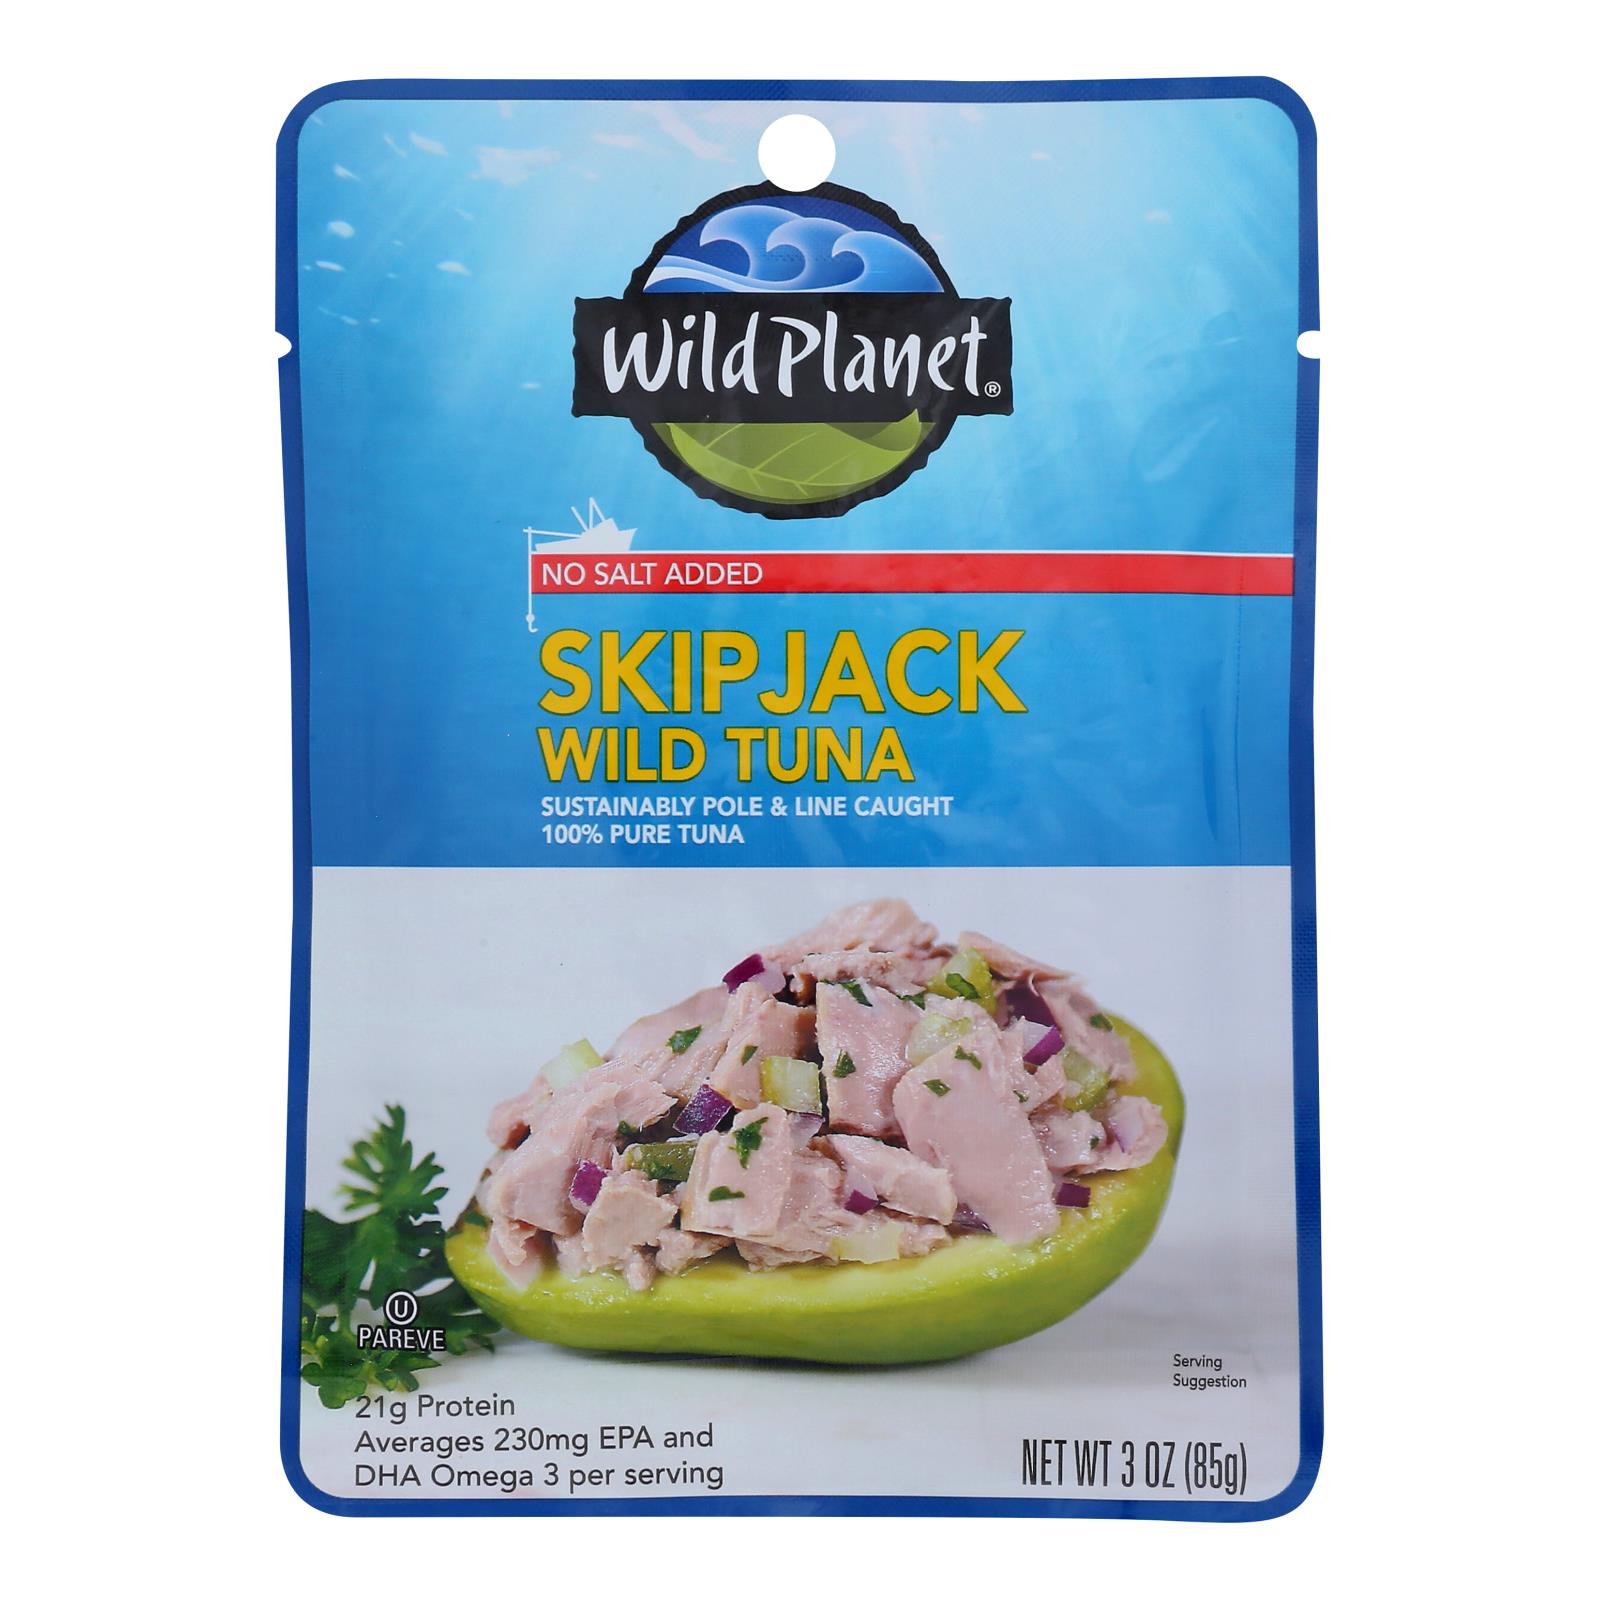 Wild Planet®
NO SALT ADDED
SKIPJACK
WILD TUNA
SUSTAINABLY POLE & LINE CAUGHT
100% PURE TUNA
U
PAREVE
Serving
Suggestion
21g Protein
Averages 230mg EPA and
DHA Omega 3 per serving
NET WT 3 OZ (85g)